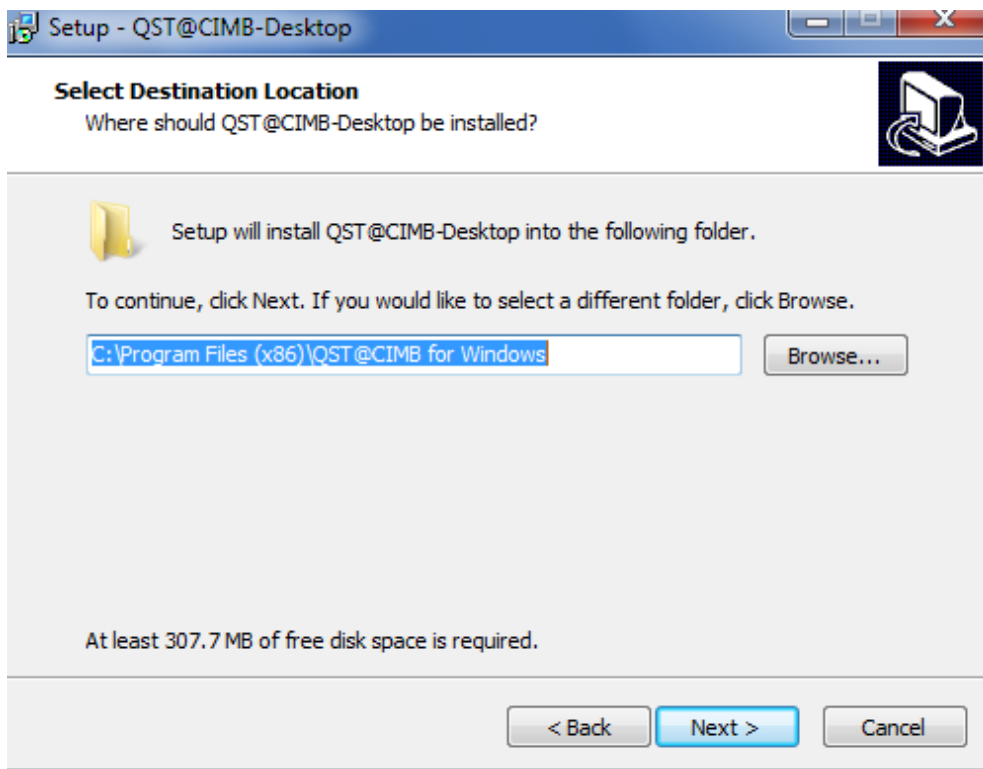 Setup - QST@CIMB-Desktop
Select Destination Location
Where should QST@CIMB-Desktop be installed?
Setup will install QST@CIMB-Desktop into the following folder.
To continue, click Next. If you would like to select a different folder, click Browse.
C:\Program Files (x86)\QST@CIMB for Windows
Browse...
At least 307.7 MB of free disk space is required.
< Back
Next >
Cancel